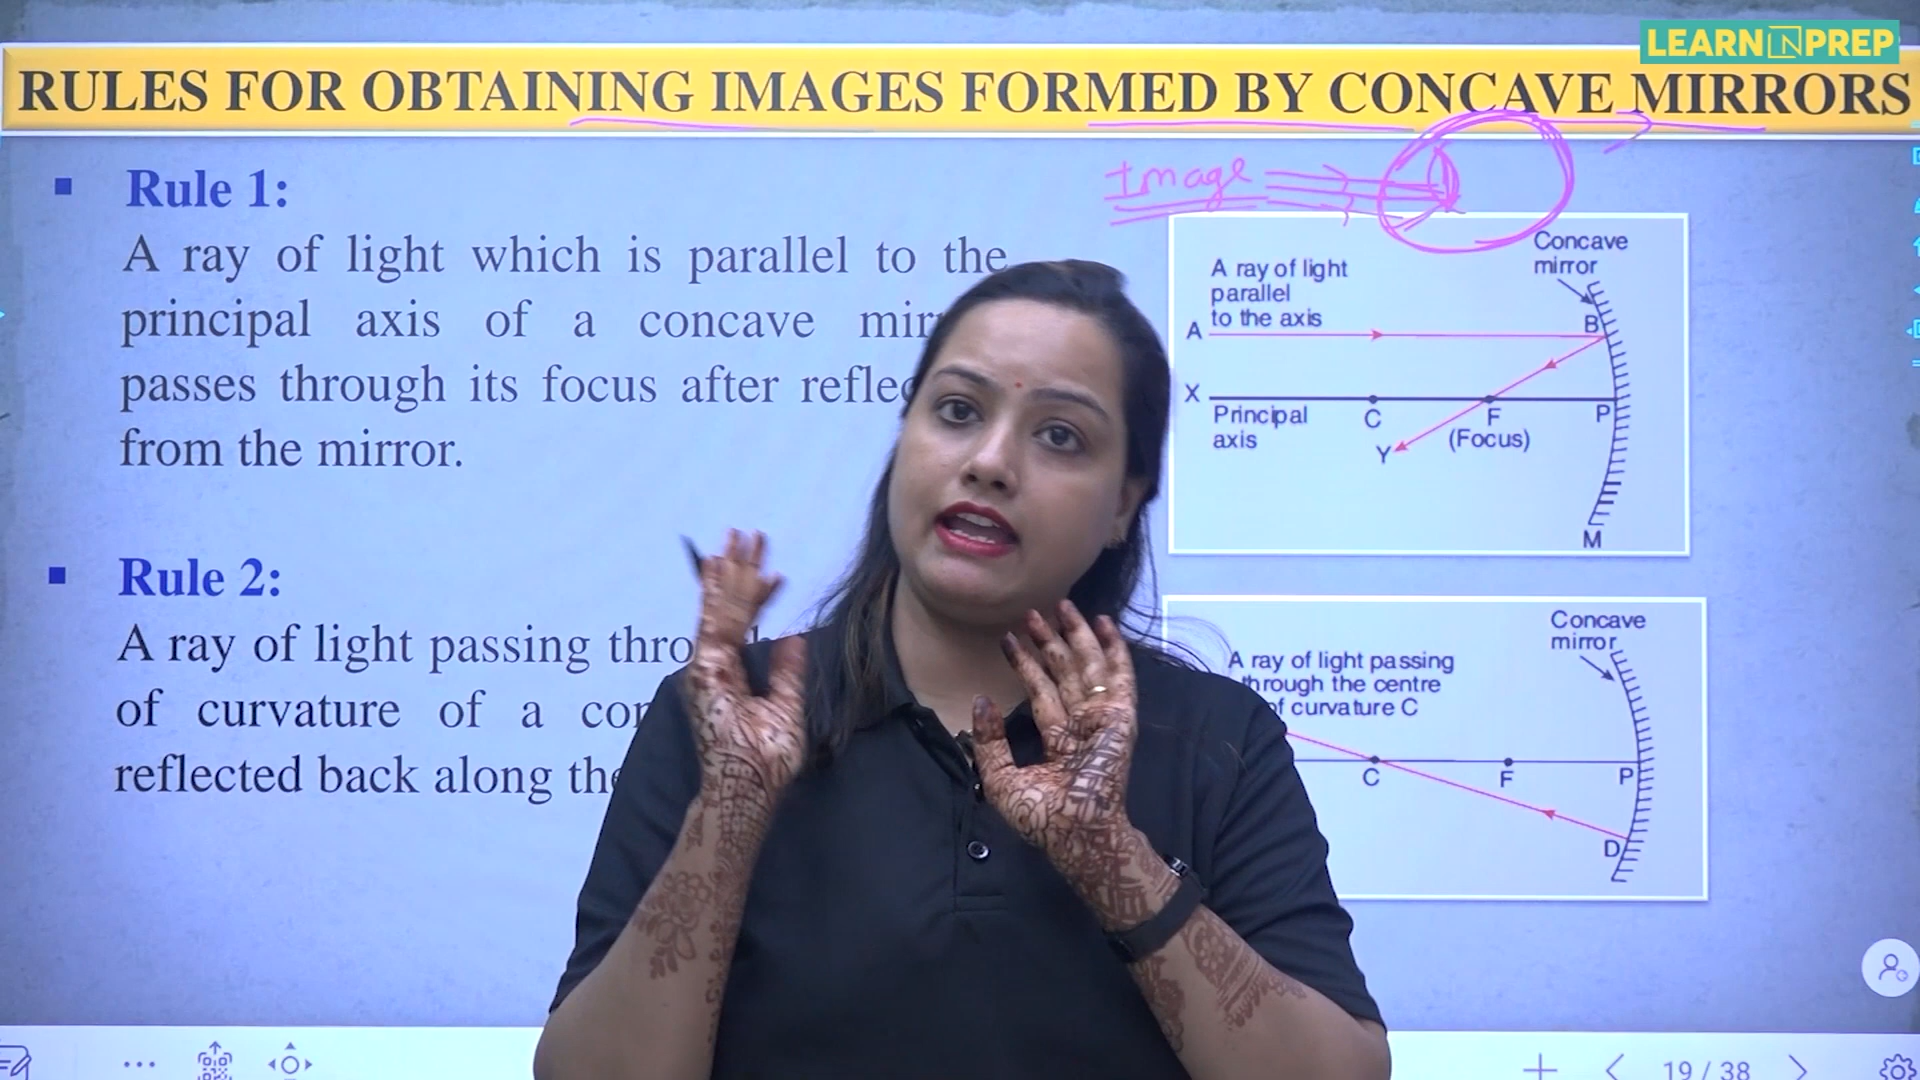 LEARN N PREP
RULES FOR OBTAINING IMAGES FORMED BY CONCAVE MIRRORS
Image
Rule 1:
A ray of light which is parallel to the
principal axis of a concave
passes through its focus after
from the mirror.
Concave
mirror
A ray of light
parallel
to the axis
A
B
X
Principal
axis
C
F
(Focus)
P
Y
M
Rule 2:
A ray of light passing
of curvature of a
reflected back along
Concave
mirror
A ray of light passing
through the centre
of curvature C
C
F
P
D
19 / 38